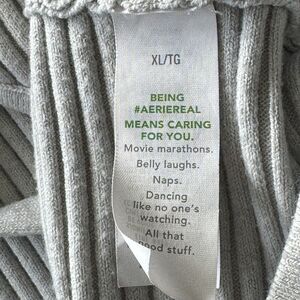 XL/TG
BEING
#AERIEREAL
MEANS CARING
FOR YOU.
Movie marathons.
Belly laughs.
Naps.
Dancing
like no one's
watching.
All that
good stuff.